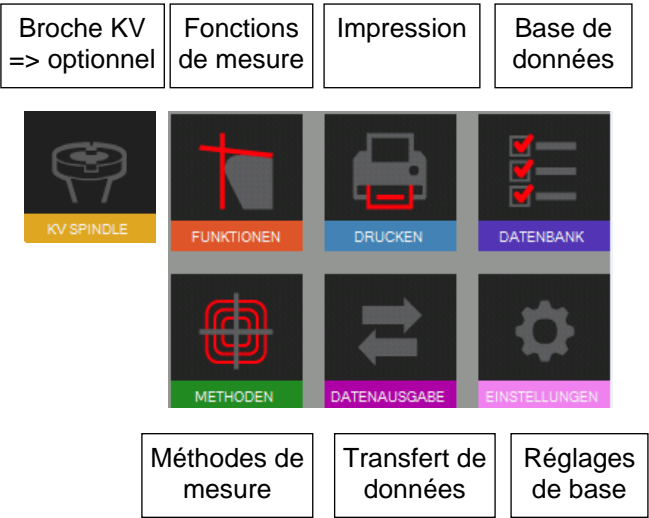 Broche KV
=> optionnel
Fonctions
de mesure
Impression
Base de
données
KV SPINDLE
FUNKTIONEN
DRUCKEN
DATENBANK
METHODEN
DATENAUSGABE
EINSTELLUNGEN
Méthodes de
mesure
Transfert de
données
Réglages
de base